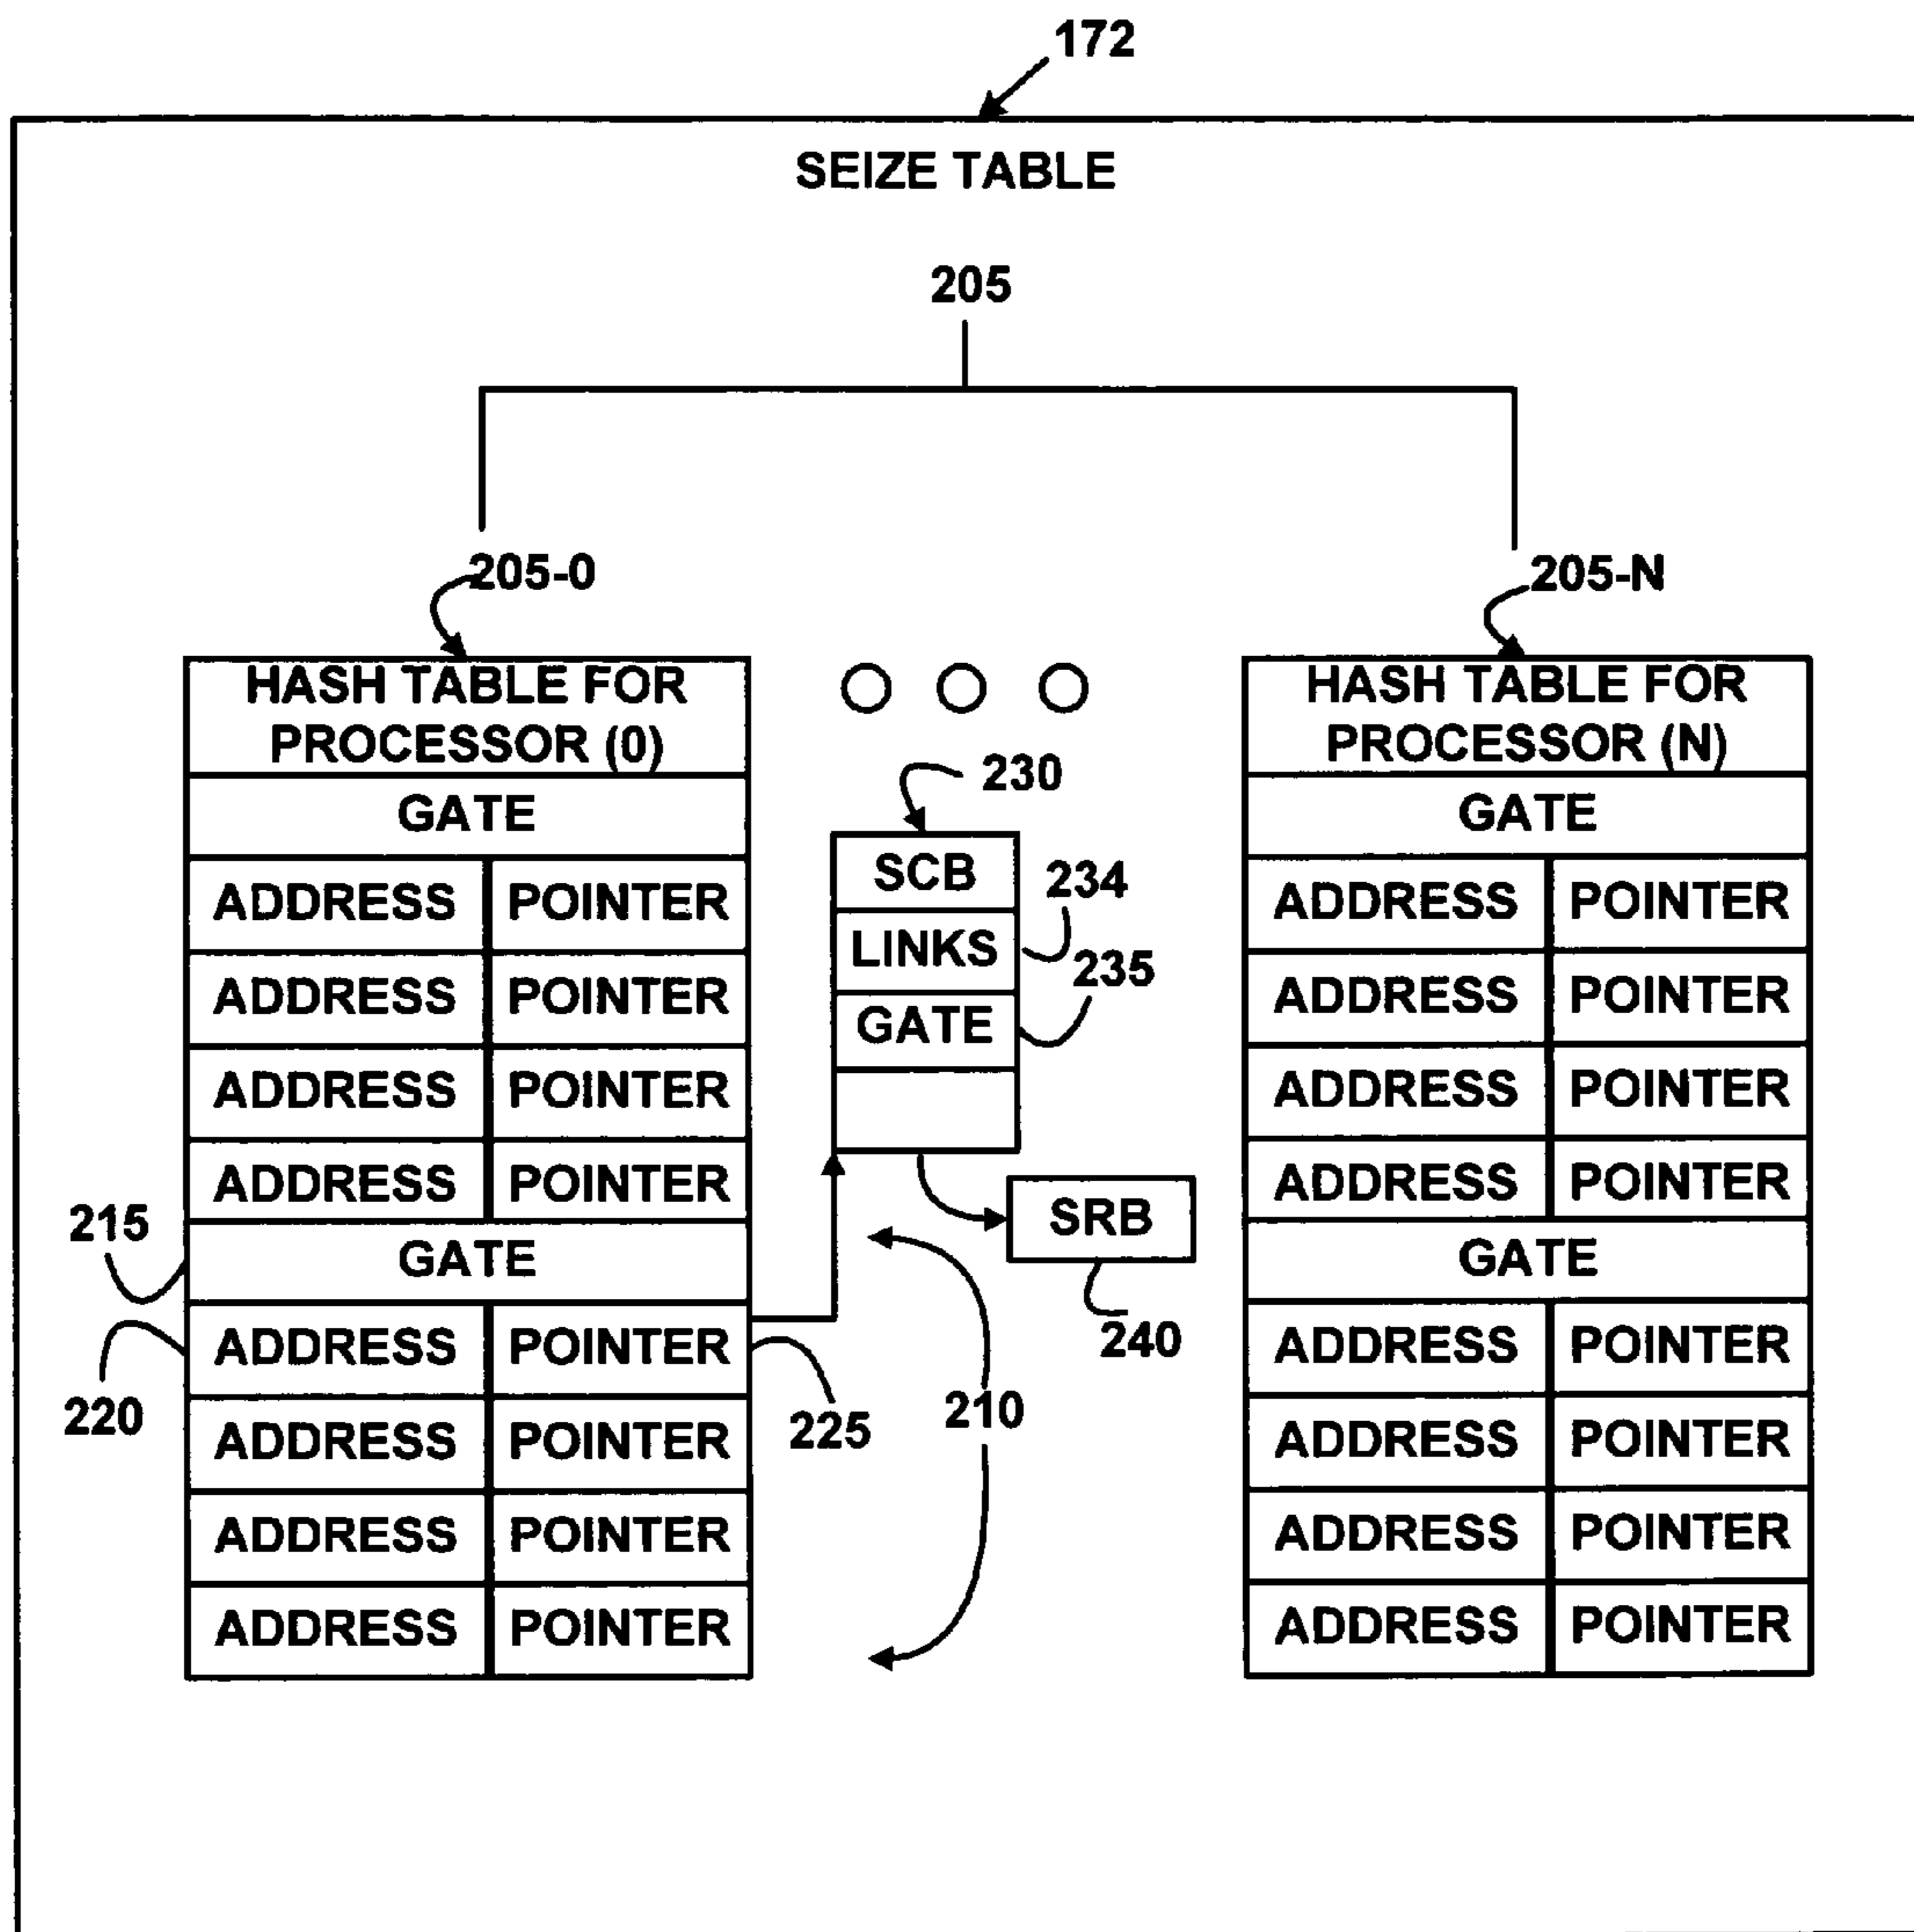 172
SEIZE TABLE
205
205-0
205-N
HASH TABLE FOR
PROCESSOR (0)
GATE
ADDRESS POINTER
ADDRESS POINTER
ADDRESS POINTER
ADDRESS POINTER
215
GATE
220
ADDRESS POINTER
225
ADDRESS POINTER
ADDRESS POINTER
ADDRESS POINTER
210
230
SCB
234
LINKS
235
GATE
SRB
240
HASH TABLE FOR
PROCESSOR (N)
GATE
ADDRESS POINTER
ADDRESS POINTER
ADDRESS POINTER
ADDRESS POINTER
GATE
ADDRESS POINTER
ADDRESS POINTER
ADDRESS POINTER
ADDRESS POINTER